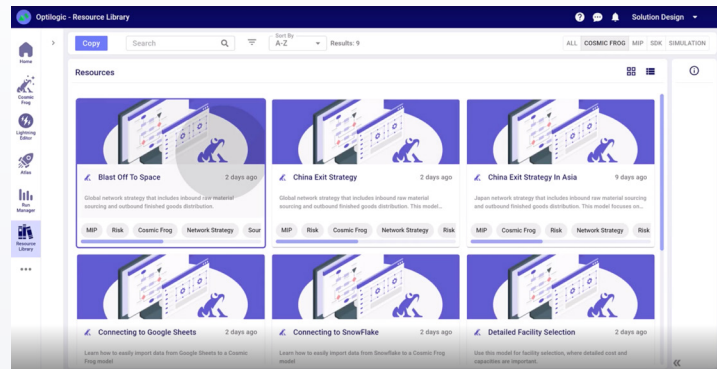 Optilogic - Resource Library
Solution Design
Home
Cosmic
Frog
Lightning
Editor
Atlas
Run
Manager
Resource
Library
Copy
Search
Sort By
A-Z
Results: 9
ALL COSMIC FROG MIP SDK SIMULATION
Resources
Blast Off To Space 2 days ago
Global network strategy that includes inbound raw material
sourcing and outbound finished goods distribution.
MIP Risk Cosmic Frog Network Strategy Sour
China Exit Strategy 2 days ago
Global network strategy that includes inbound raw material
sourcing and outbound finished goods distribution. This model...
MIP Risk Cosmic Frog Network Strategy Risk
China Exit Strategy In Asia 9 days ago
Japan network strategy that includes inbound raw material sourcing
and outbound finished goods distribution. This model focuses on...
MIP Cosmic Frog Risk Network Strategy Risk
Connecting to Google Sheets 2 days ago
Learn how to easily import data from Google Sheets to a Cosmic
Frog model
Connecting to SnowFlake 2 days ago
Learn how to easily import data from Snowflake to a Cosmic Frog
model
Detailed Facility Selection 2 days ago
Use this model for facility selection, where detailed cost and
capacities are important.